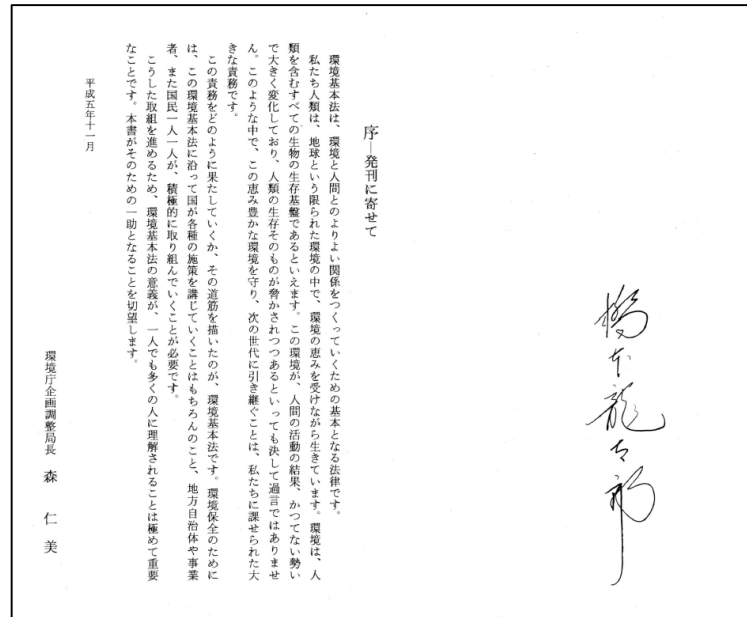 橋本龍太郎
序―発刊に寄せて
環境基本法は、環境と人間とのよりよい関係をつくっていくための基本となる法律です。
私たち人類は、地球という限られた環境の中で、環境の恵みを受けながら生きています。環境は、人
類を含むすべての生物の生存基盤であるといえます。この環境が、人間の活動の結果、かつてない勢い
で大きく変化しており、人類の生存そのものが脅かされつつあるといっても決して過言ではありませ
ん。このような中で、この恵み豊かな環境を守り、次の世代に引き継ぐことは、私たちに課せられた大
きな責務です。
この責務をどのように果たしていくか、その道筋を描いたのが、環境基本法です。環境保全のために
は、この環境基本法に沿って国が各種の施策を講じていくことはもちろんのこと、地方自治体や事業
者、また国民一人一人が、積極的に取り組んでいくことが必要です。
こうした取組を進めるため、環境基本法の意義が、一人でも多くの人に理解されることは極めて重要
なことです。本書がそのための一助となることを切望します。
平成五年十一月
環境庁企画調整局長 森 仁美